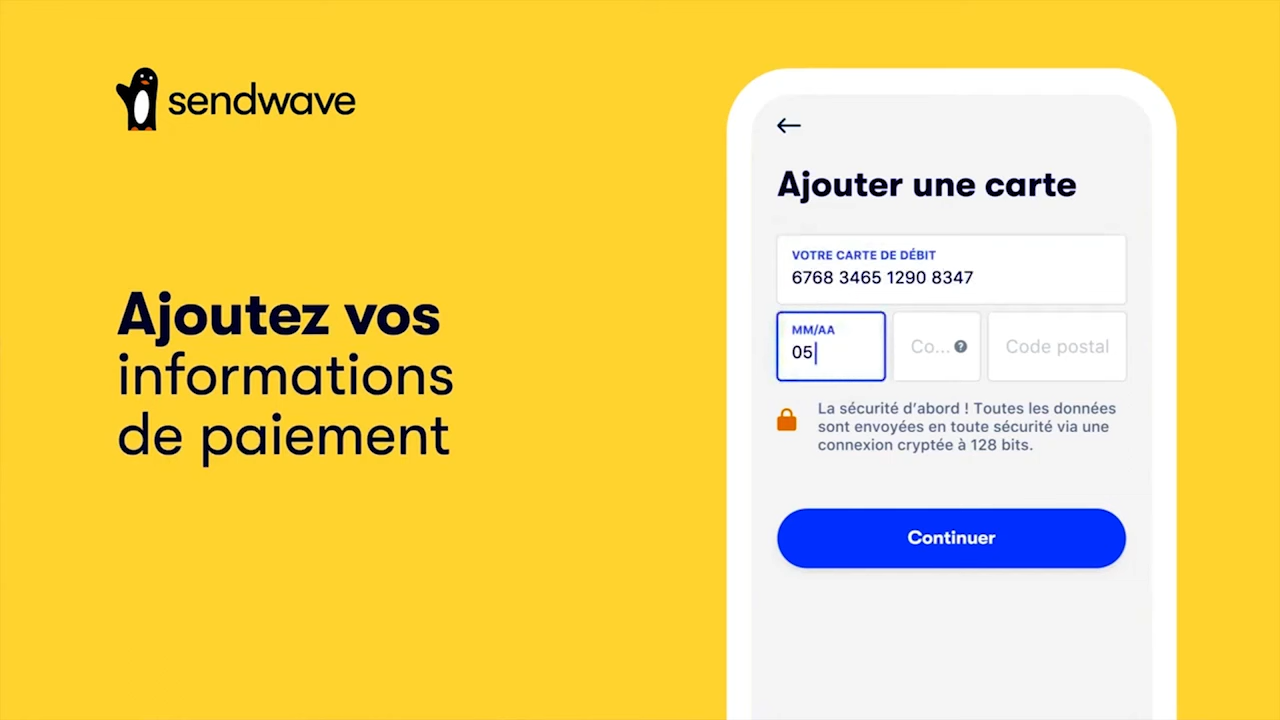 sendwave
Ajoutez vos
informations
de paiement
Ajouter une carte
VOTRE CARTE DE DÉBIT
6768 3465 1290 8347
MM/AA
05
Co...
?
Code postal
La sécurité d'abord ! Toutes les données
sont envoyées en toute sécurité via une
connexion cryptée à 128 bits.
Continuer